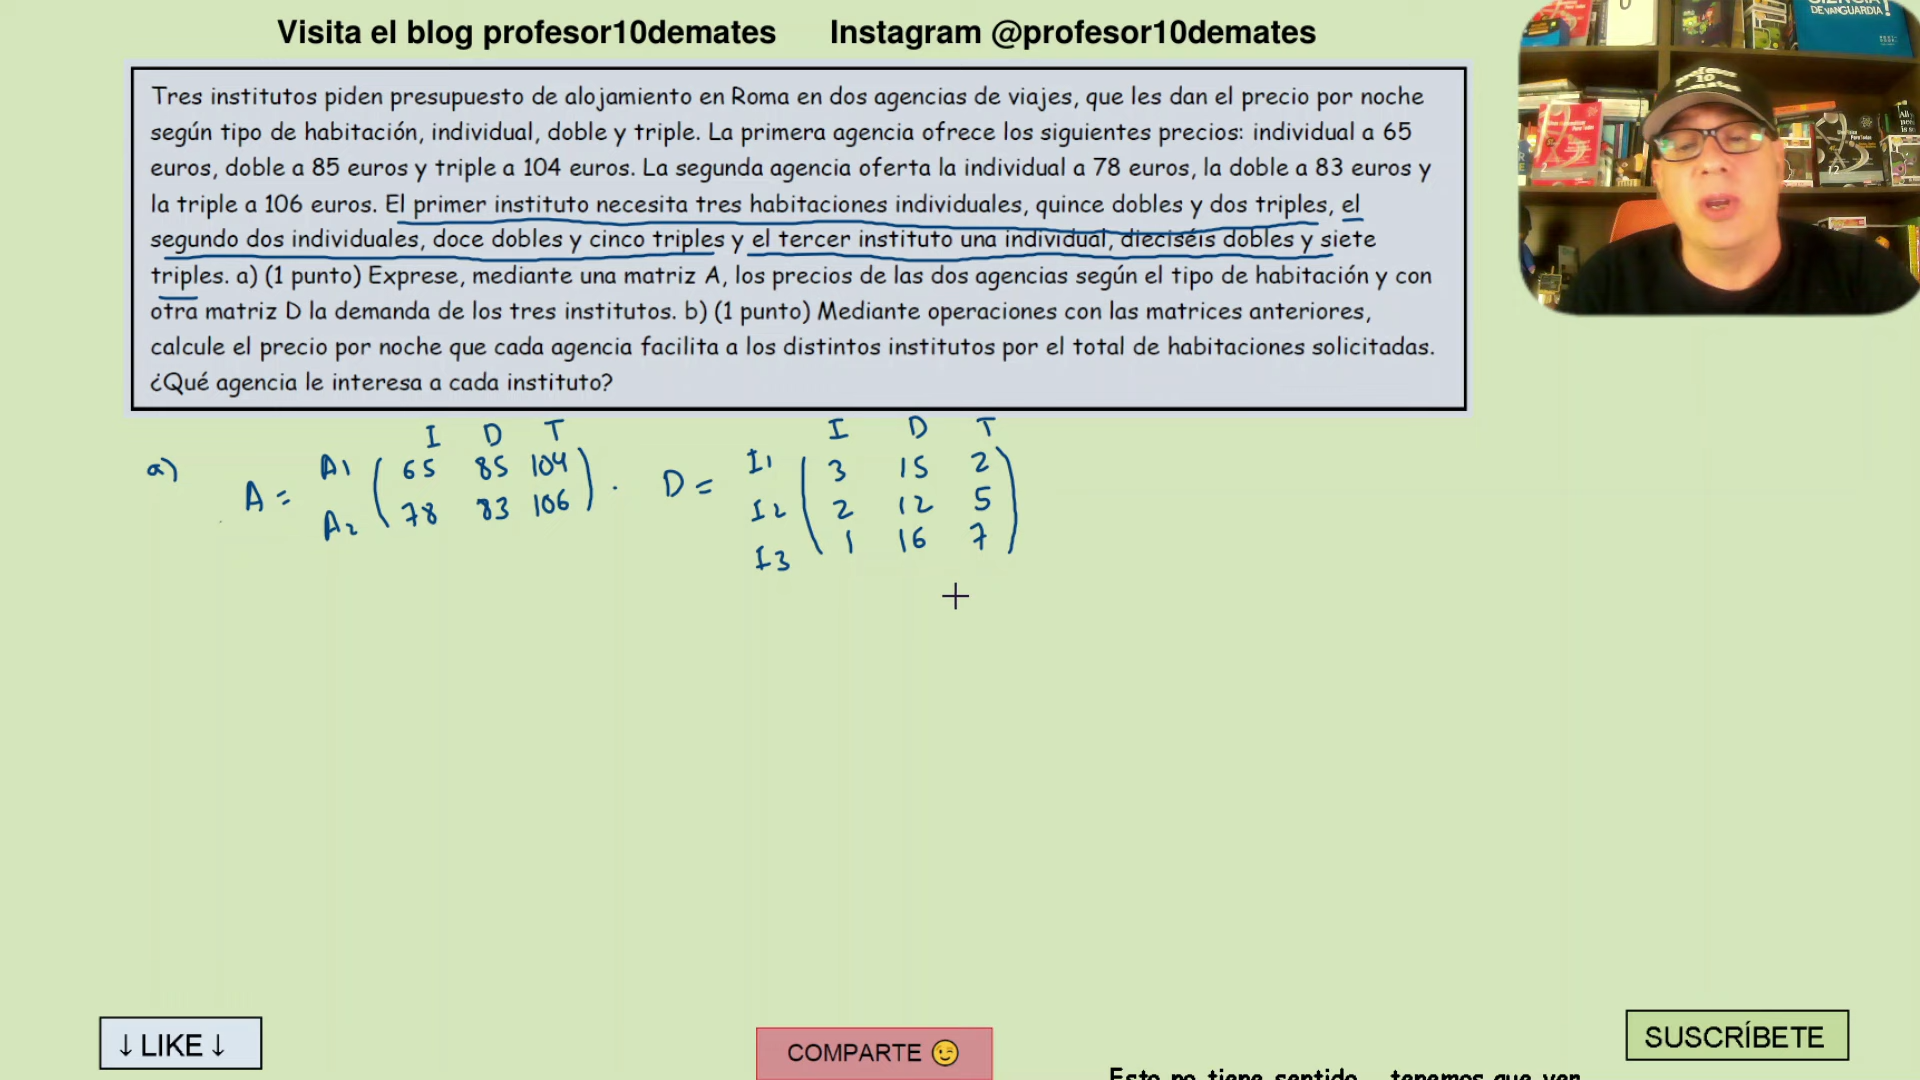 Visita el blog profesor10demates Instagram @profesor10demates
Tres institutos piden presupuesto de alojamiento en Roma en dos agencias de viajes, que les dan el precio por noche
según tipo de habitación, individual, doble y triple. La primera agencia ofrece los siguientes precios: individual a 65
euros, doble a 85 euros y triple a 104 euros. La segunda agencia oferta la individual a 78 euros, la doble a 83 euros y
la triple a 106 euros. El primer instituto necesita tres habitaciones individuales, quince dobles y dos triples, el
segundo dos individuales, doce dobles y cinco triples y el tercer instituto una individual, dieciséis dobles y siete
triples. a) (1 punto) Exprese, mediante una matriz A, los precios de las dos agencias según el tipo de habitación y con
otra matriz D la demanda de los tres institutos. b) (1 punto) Mediante operaciones con las matrices anteriores,
calcule el precio por noche que cada agencia facilita a los distintos institutos por el total de habitaciones solicitadas.
¿Qué agencia le interesa a cada instituto?
I D T I D T
a) A = A1 ( 65 85 104 ) . D = I1 ( 3 15 2 )
A2 78 83 106 I2 2 12 5
I3 1 16 7
↓ LIKE ↓
COMPARTE 😉
SUSCRÍBETE
Esto no tiene sentido tenemos que ver